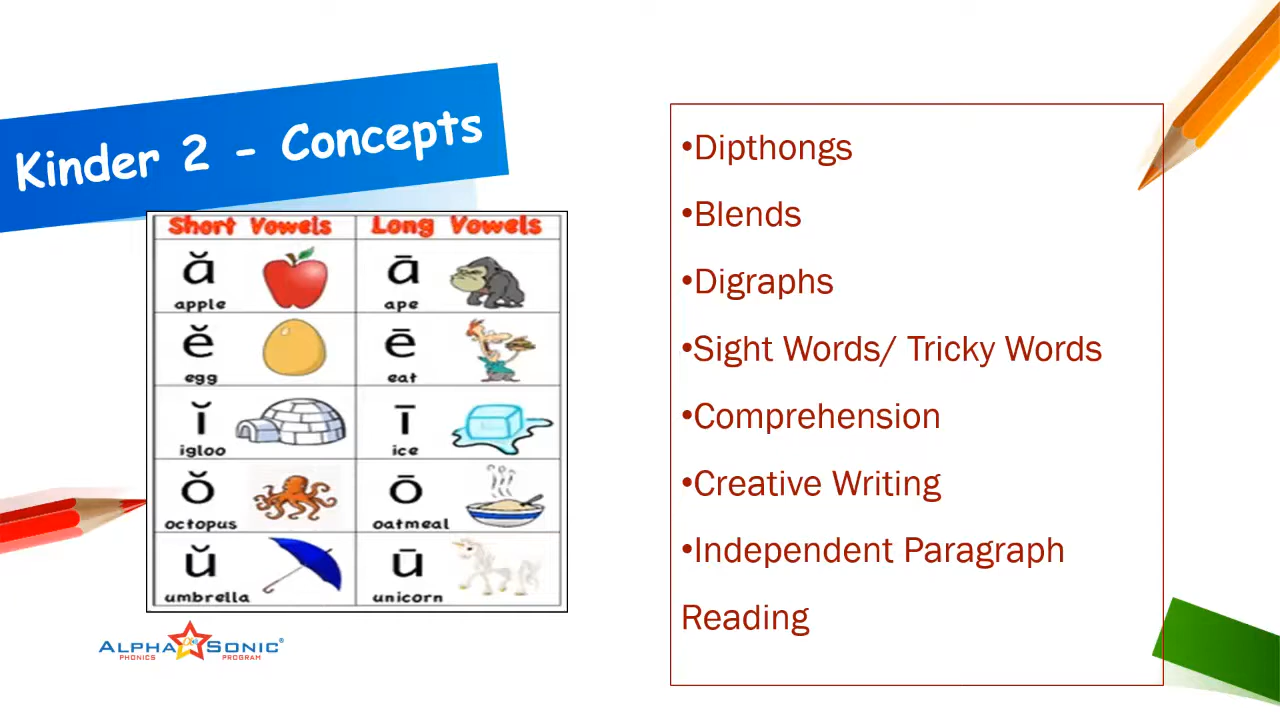 Kinder 2 - Concepts
Short Vowels Long Vowels
ă ā
apple ape
ĕ ē
egg eat
ĭ ī
igloo ice
ŏ ō
octopus oatmeal
ŭ ū
umbrella unicorn
ALPHA SONIC®
PHONICS PROGRAM
•Dipthongs
•Blends
•Digraphs
•Sight Words/ Tricky Words
•Comprehension
•Creative Writing
•Independent Paragraph
Reading